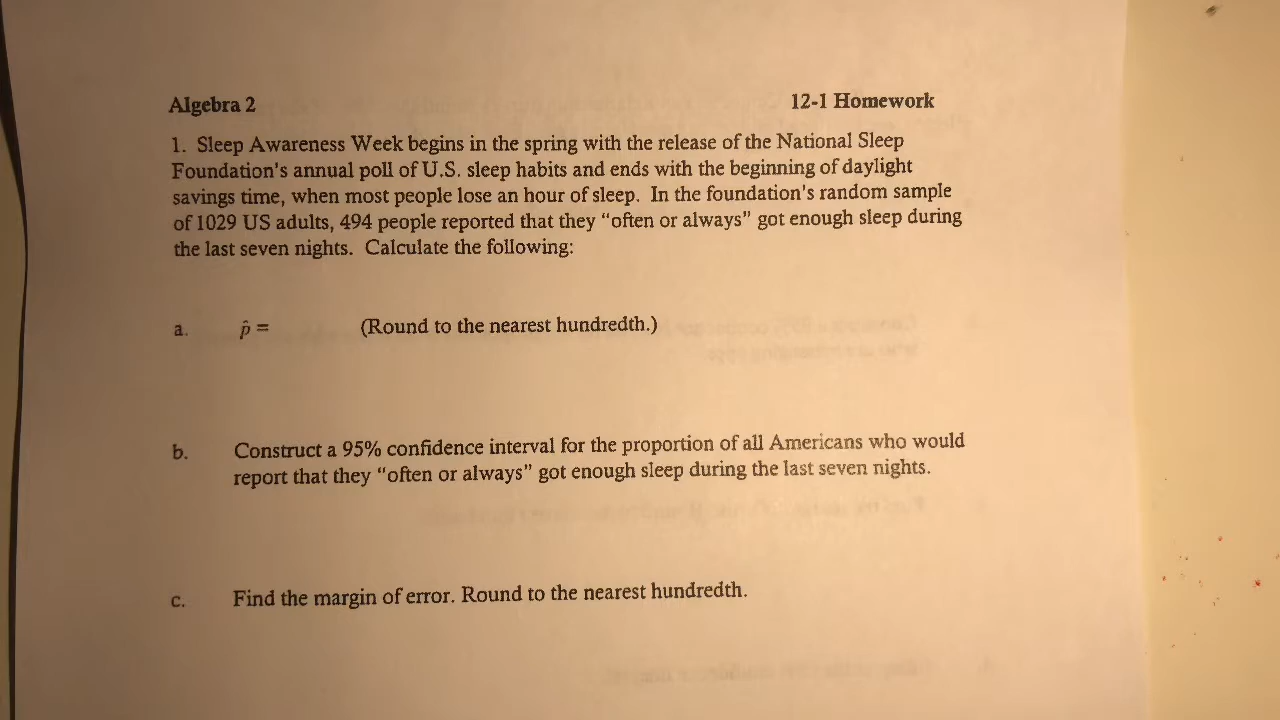 Algebra 2 12-1 Homework
1. Sleep Awareness Week begins in the spring with the release of the National Sleep
Foundation's annual poll of U.S. sleep habits and ends with the beginning of daylight
savings time, when most people lose an hour of sleep. In the foundation's random sample
of 1029 US adults, 494 people reported that they “often or always” got enough sleep during
the last seven nights. Calculate the following:
a. p̂ = (Round to the nearest hundredth.)
b. Construct a 95% confidence interval for the proportion of all Americans who would
report that they “often or always” got enough sleep during the last seven nights.
c. Find the margin of error. Round to the nearest hundredth.